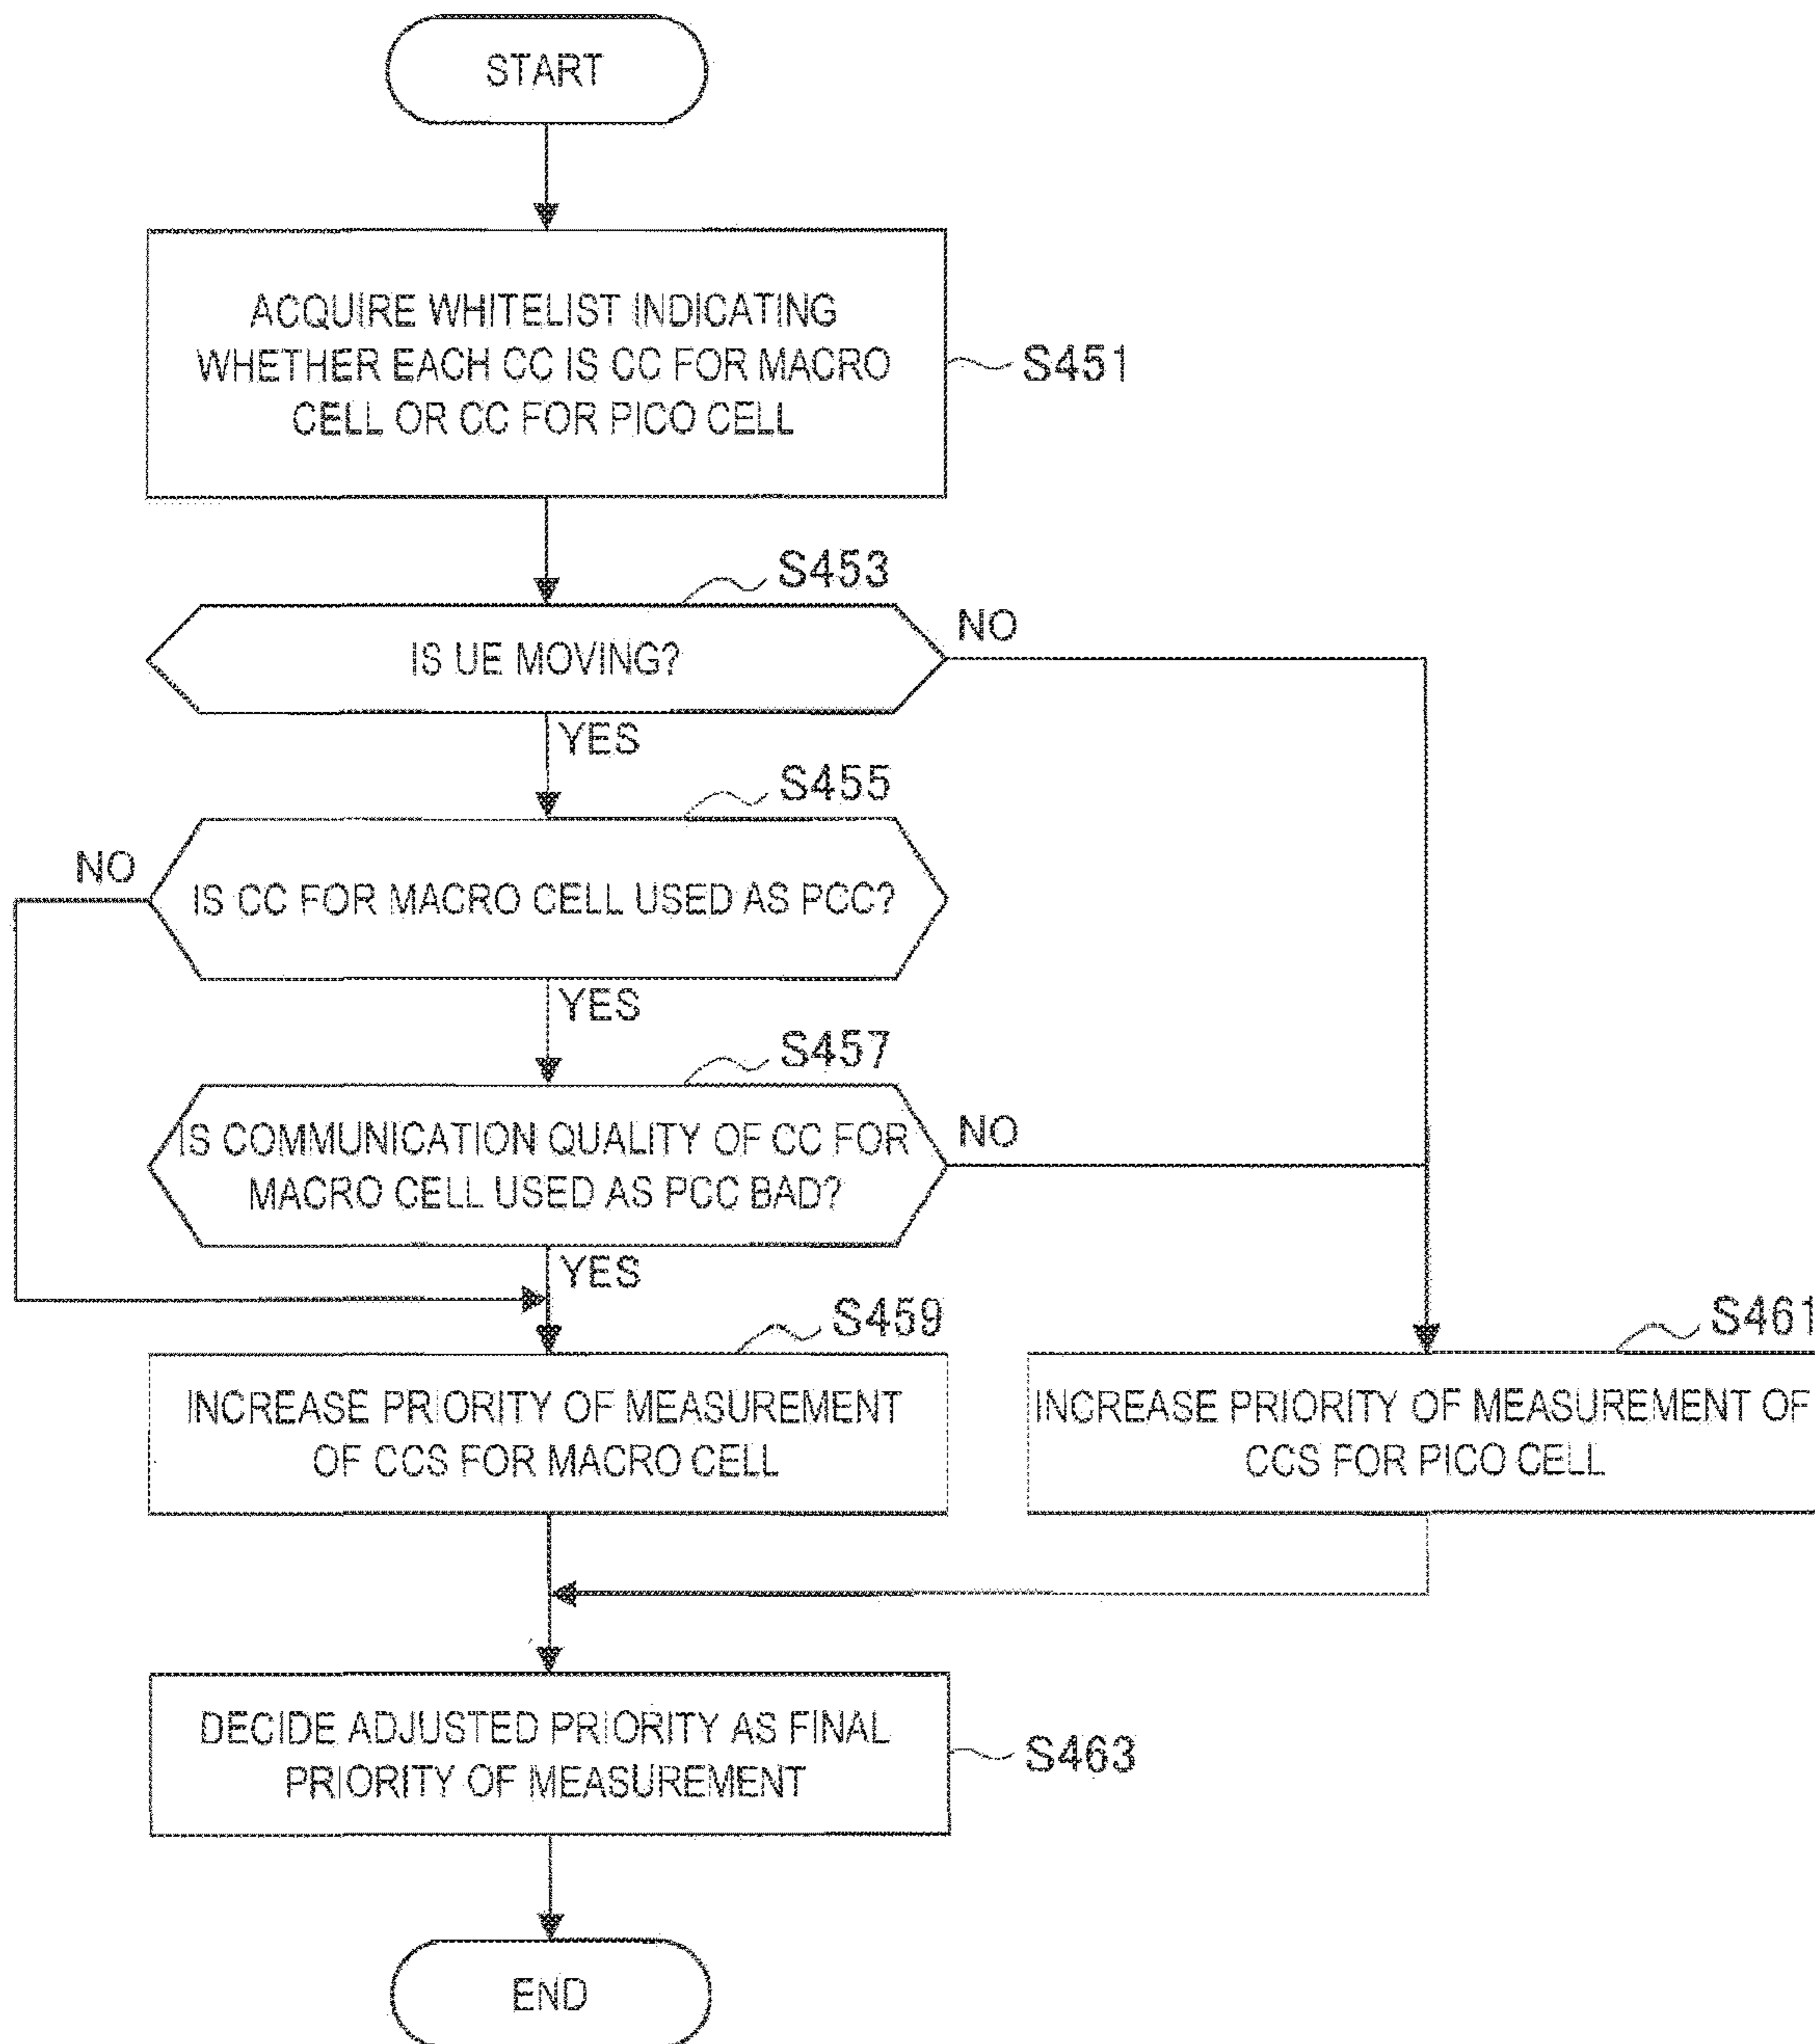 START
ACQUIRE WHITELIST INDICATING
WHETHER EACH CC IS CC FOR MACRO
CELL OR CC FOR PICO CELL
S451
S453
IS UE MOVING?
NO
YES
S455
NO
IS CC FOR MACRO CELL USED AS PCC?
YES
S457
IS COMMUNICATION QUALITY OF CC FOR
MACRO CELL USED AS PCC BAD?
NO
YES
S459
S461
INCREASE PRIORITY OF MEASUREMENT
OF CCS FOR MACRO CELL
INCREASE PRIORITY OF MEASUREMENT OF
CCS FOR PICO CELL
DECIDE ADJUSTED PRIORITY AS FINAL
PRIORITY OF MEASUREMENT
S463
END